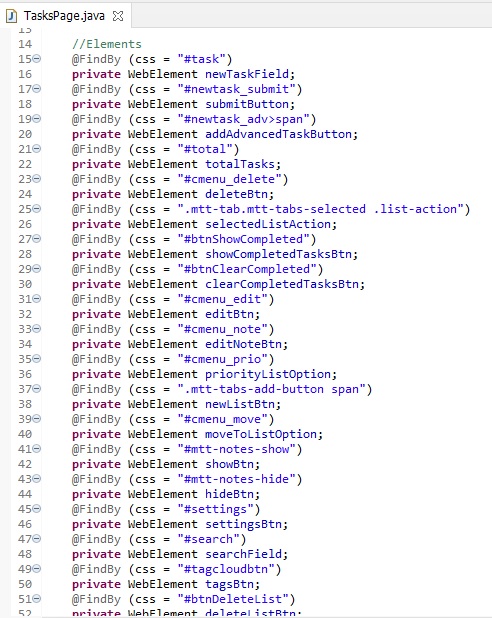 TasksPage.java
13
14 //Elements
15 @FindBy (css = "#task")
16 private WebElement newTaskField;
17 @FindBy (css = "#newtask_submit")
18 private WebElement submitButton;
19 @FindBy (css = "#newtask_adv>span")
20 private WebElement addAdvancedTaskButton;
21 @FindBy (css = "#total")
22 private WebElement totalTasks;
23 @FindBy (css = "#cmenu_delete")
24 private WebElement deleteBtn;
25 @FindBy (css = ".mtt-tab.mtt-tabs-selected .list-action")
26 private WebElement selectedListAction;
27 @FindBy (css = "#btnShowCompleted")
28 private WebElement showCompletedTasksBtn;
29 @FindBy (css = "#btnClearCompleted")
30 private WebElement clearCompletedTasksBtn;
31 @FindBy (css = "#cmenu_edit")
32 private WebElement editBtn;
33 @FindBy (css = "#cmenu_note")
34 private WebElement editNoteBtn;
35 @FindBy (css = "#cmenu_prio")
36 private WebElement priorityListOption;
37 @FindBy (css = ".mtt-tabs-add-button span")
38 private WebElement newListBtn;
39 @FindBy (css = "#cmenu_move")
40 private WebElement moveToListOption;
41 @FindBy (css = "#mtt-notes-show")
42 private WebElement showBtn;
43 @FindBy (css = "#mtt-notes-hide")
44 private WebElement hideBtn;
45 @FindBy (css = "#settings")
46 private WebElement settingsBtn;
47 @FindBy (css = "#search")
48 private WebElement searchField;
49 @FindBy (css = "#tagcloudbtn")
50 private WebElement tagsBtn;
51 @FindBy (css = "#btnDeleteList")
52 private WebElement deleteListBtn;